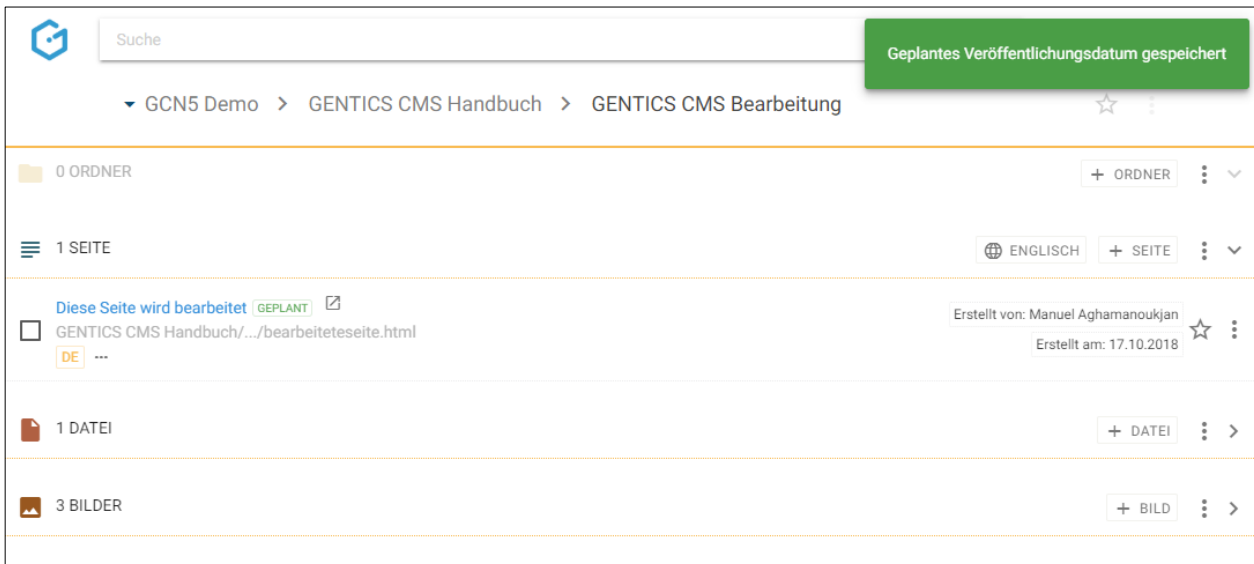 Suche
Geplantes Veröffentlichungsdatum gespeichert
GCN5 Demo > GENTICS CMS Handbuch > GENTICS CMS Bearbeitung
0 ORDNER
+ ORDNER
1 SEITE
ENGLISCH
+ SEITE
Diese Seite wird bearbeitet GEPLANT
GENTICS CMS Handbuch/.../bearbeiteteseite.html
DE
Erstellt von: Manuel Aghamanoukjan
Erstellt am: 17.10.2018
1 DATEI
+ DATEI
3 BILDER
+ BILD